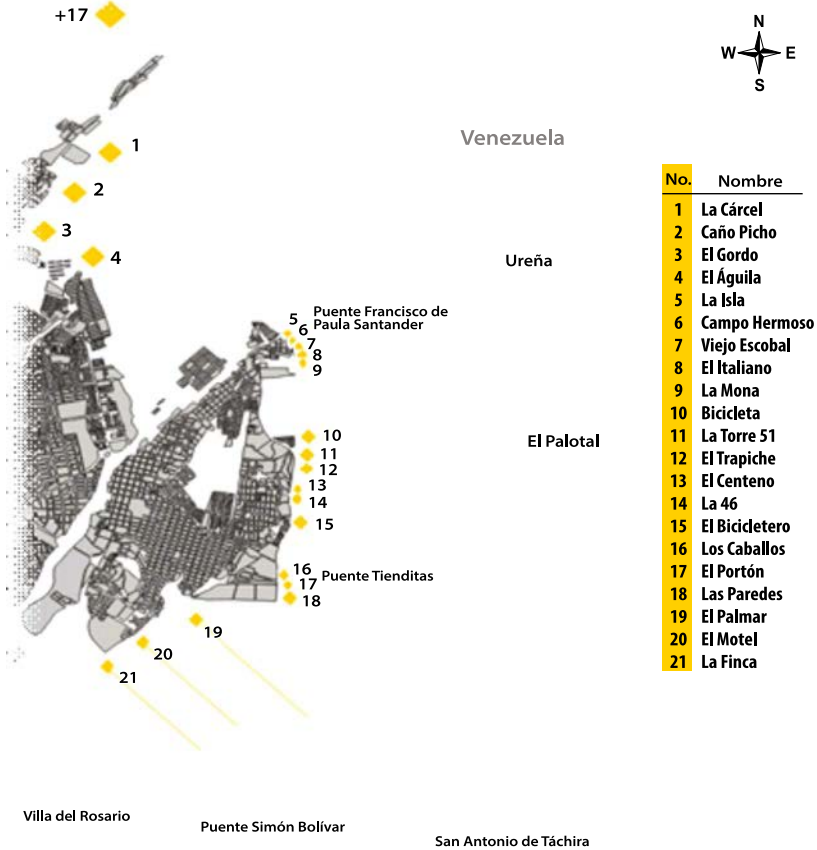 +17
N
W E
S
1
Venezuela
2
3
4
Ureña
5
6
7
8
9
Puente Francisco de
Paula Santander
10
El Palotal
11
12
13
14
15
16
17
Puente Tienditas
18
19
20
21
Villa del Rosario
Puente Simón Bolívar
San Antonio de Táchira
No. Nombre
1 La Cárcel
2 Caño Picho
3 El Gordo
4 El Águila
5 La Isla
6 Campo Hermoso
7 Viejo Escobal
8 El Italiano
9 La Mona
10 Bicicleta
11 La Torre 51
12 El Trapiche
13 El Centeno
14 La 46
15 El Bicicletero
16 Los Caballos
17 El Portón
18 Las Paredes
19 El Palmar
20 El Motel
21 La Finca